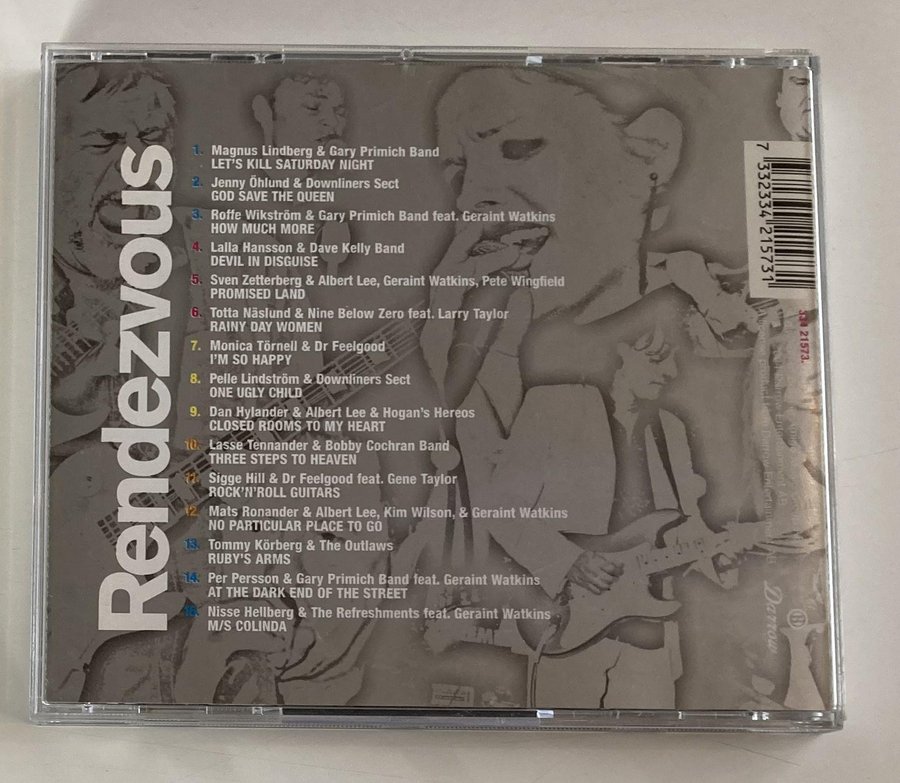 Rendezvous
1. Magnus Lindberg & Gary Primich Band
LET'S KILL SATURDAY NIGHT
2. Jenny Öhlund & Downliners Sect
GOD SAVE THE QUEEN
3. Roffe Wikström & Gary Primich Band feat. Geraint Watkins
HOW MUCH MORE
4. Lalla Hansson & Dave Kelly Band
DEVIL IN DISGUISE
5. Sven Zetterberg & Albert Lee, Geraint Watkins, Pete Wingfield
PROMISED LAND
6. Totta Näslund & Nine Below Zero feat. Larry Taylor
RAINY DAY WOMEN
7. Monica Törnell & Dr Feelgood
I'M SO HAPPY
8. Pelle Lindström & Downliners Sect
ONE UGLY CHILD
9. Dan Hylander & Albert Lee & Hogan's Hereos
CLOSED ROOMS TO MY HEART
10. Lasse Tennander & Bobby Cochran Band
THREE STEPS TO HEAVEN
11. Sigge Hill & Dr Feelgood feat. Gene Taylor
ROCK'N'ROLL GUITARS
12. Mats Ronander & Albert Lee, Kim Wilson, & Geraint Watkins
NO PARTICULAR PLACE TO GO
13. Tommy Körberg & The Outlaws
RUBY'S ARMS
14. Per Persson & Gary Primich Band feat. Geraint Watkins
AT THE DARK END OF THE STREET
15. Nisse Hellberg & The Refreshments feat. Geraint Watkins
M/S COLINDA
7 332334 215731
334 21573.